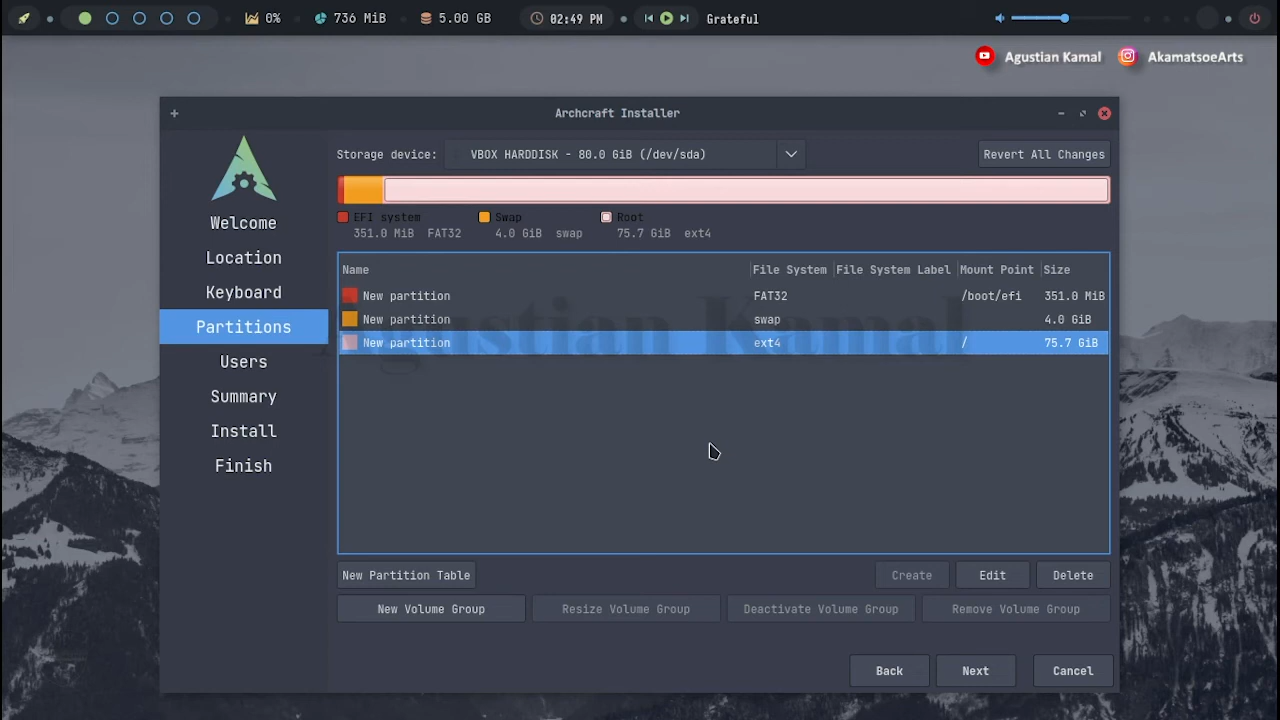 0% 736 MiB 5.00 GB 02:49 PM Grateful
Agustian Kamal AkamatsoeArts
Archcraft Installer
Storage device: VBOX HARDDISK - 80.0 GiB (/dev/sda) Revert All Changes
EFI system Swap Root
351.0 MiB FAT32 4.0 GiB swap 75.7 GiB ext4
Welcome
Location
Keyboard
Partitions
Users
Summary
Install
Finish
Name File System File System Label Mount Point Size
New partition FAT32 /boot/efi 351.0 MiB
New partition swap 4.0 GiB
New partition ext4 / 75.7 GiB
Agustian Kamal
New Partition Table Create Edit Delete
New Volume Group Resize Volume Group Deactivate Volume Group Remove Volume Group
Back Next Cancel